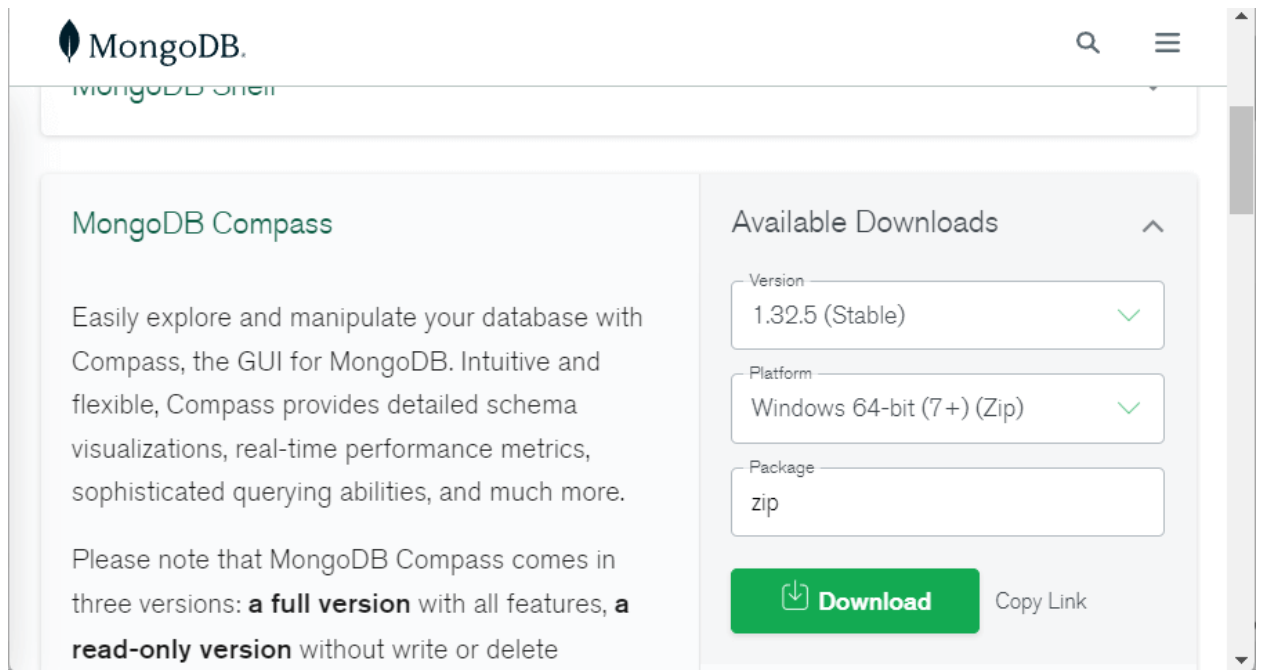 MongoDB.
MongoDB Shell
MongoDB Compass
Easily explore and manipulate your database with
Compass, the GUI for MongoDB. Intuitive and
flexible, Compass provides detailed schema
visualizations, real-time performance metrics,
sophisticated querying abilities, and much more.
Please note that MongoDB Compass comes in
three versions: a full version with all features, a
read-only version without write or delete
Available Downloads
Version
1.32.5 (Stable)
Platform
Windows 64-bit (7+) (Zip)
Package
zip
Download
Copy Link